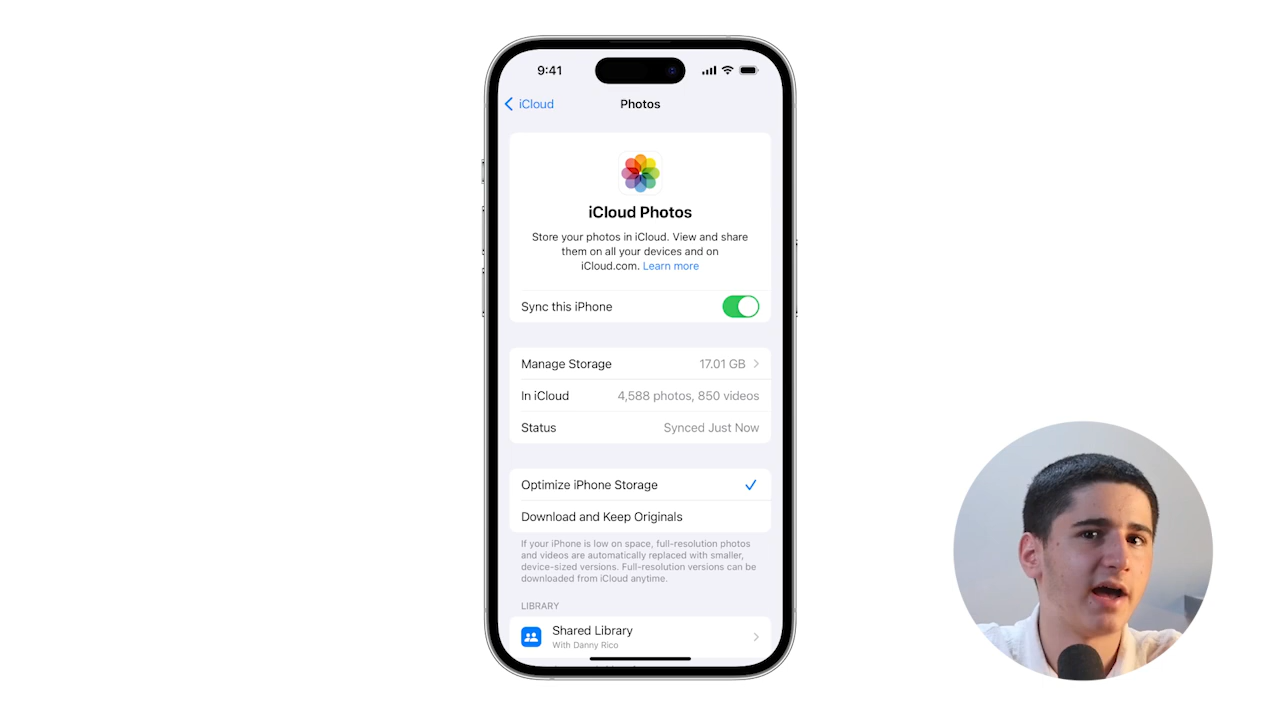 9:41
iCloud
Photos
iCloud Photos
Store your photos in iCloud. View and share
them on all your devices and on
iCloud.com. Learn more
Sync this iPhone
Manage Storage 17.01 GB
In iCloud 4,588 photos, 850 videos
Status Synced Just Now
Optimize iPhone Storage
Download and Keep Originals
If your iPhone is low on space, full-resolution photos
and videos are automatically replaced with smaller,
device-sized versions. Full-resolution versions can be
downloaded from iCloud anytime.
LIBRARY
Shared Library
With Danny Rico